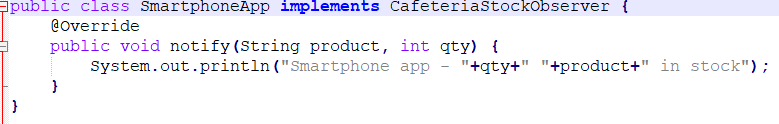 public class SmartphoneApp implements CafeteriaStockObserver {
@Override
public void notify(String product, int qty) {
System.out.println("Smartphone app - "+qty+" "+product+" in stock");
}
}